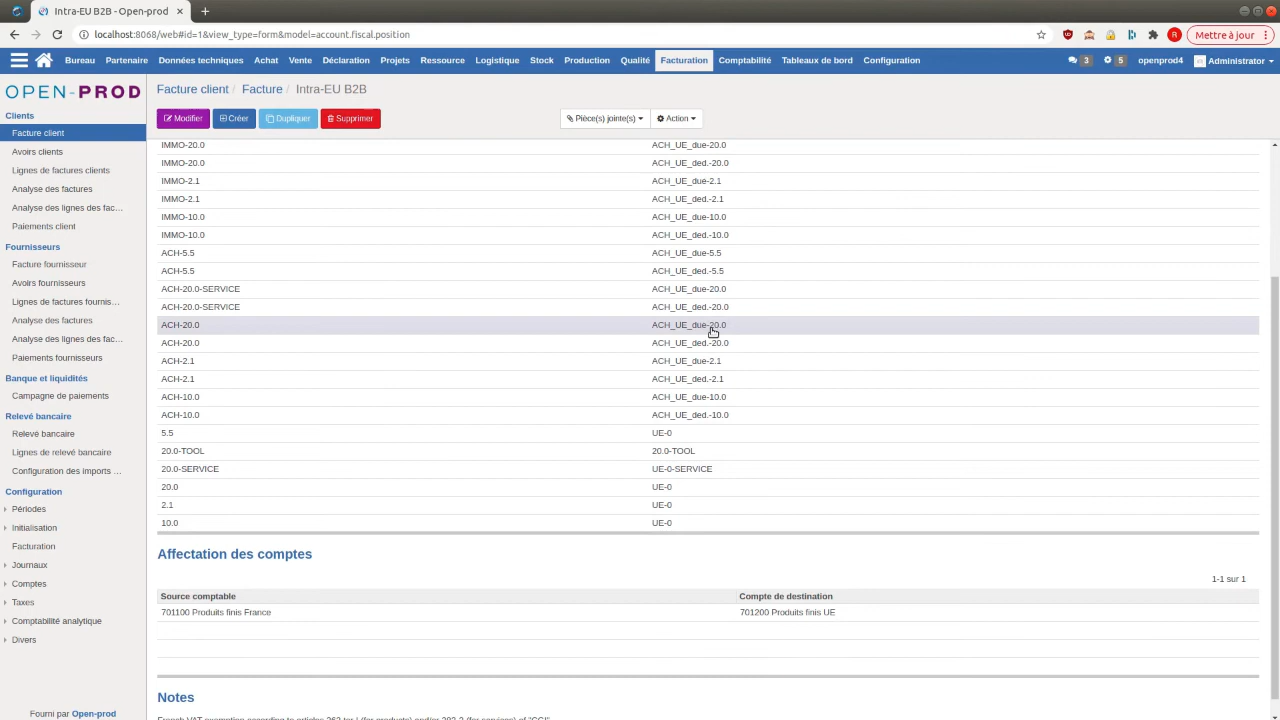 Intra-EU B2B - Open-prod
localhost:8068/web#id=1&view_type=form&model=account.fiscal.position
R
Mettre à jour
Bureau Partenaire Données techniques Achat Vente Déclaration Projets Ressource Logistique Stock Production Qualité Facturation Comptabilité Tableaux de bord Configuration 3 5 openprod4 Administrator
OPEN-PROD
Facture client / Facture / Intra-EU B2B
Modifier Créer Dupliquer Supprimer Pièce(s) jointe(s) Action
Clients
Facture client
Avoirs clients
Lignes de factures clients
Analyse des factures
Analyse des lignes des fac...
Paiements client
Fournisseurs
Facture fournisseur
Avoirs fournisseurs
Lignes de factures fournis...
Analyse des factures
Analyse des lignes des fac...
Paiements fournisseurs
Banque et liquidités
Campagne de paiements
Relevé bancaire
Relevé bancaire
Lignes de relevé bancaire
Configuration des imports ...
Configuration
Périodes
Initialisation
Facturation
Journaux
Comptes
Taxes
Comptabilité analytique
Divers
Fourni par Open-prod
IMMO-20.0 ACH_UE_due-20.0
IMMO-20.0 ACH_UE_ded.-20.0
IMMO-2.1 ACH_UE_due-2.1
IMMO-2.1 ACH_UE_ded.-2.1
IMMO-10.0 ACH_UE_due-10.0
IMMO-10.0 ACH_UE_ded.-10.0
ACH-5.5 ACH_UE_due-5.5
ACH-5.5 ACH_UE_ded.-5.5
ACH-20.0-SERVICE ACH_UE_due-20.0
ACH-20.0-SERVICE ACH_UE_ded.-20.0
ACH-20.0 ACH_UE_due-20.0
ACH-20.0 ACH_UE_ded.-20.0
ACH-2.1 ACH_UE_due-2.1
ACH-2.1 ACH_UE_ded.-2.1
ACH-10.0 ACH_UE_due-10.0
ACH-10.0 ACH_UE_ded.-10.0
5.5 UE-0
20.0-TOOL 20.0-TOOL
20.0-SERVICE UE-0-SERVICE
20.0 UE-0
2.1 UE-0
10.0 UE-0
Affectation des comptes
1-1 sur 1
Source comptable Compte de destination
701100 Produits finis France 701200 Produits finis UE
Notes
French VAT exemption according to articles